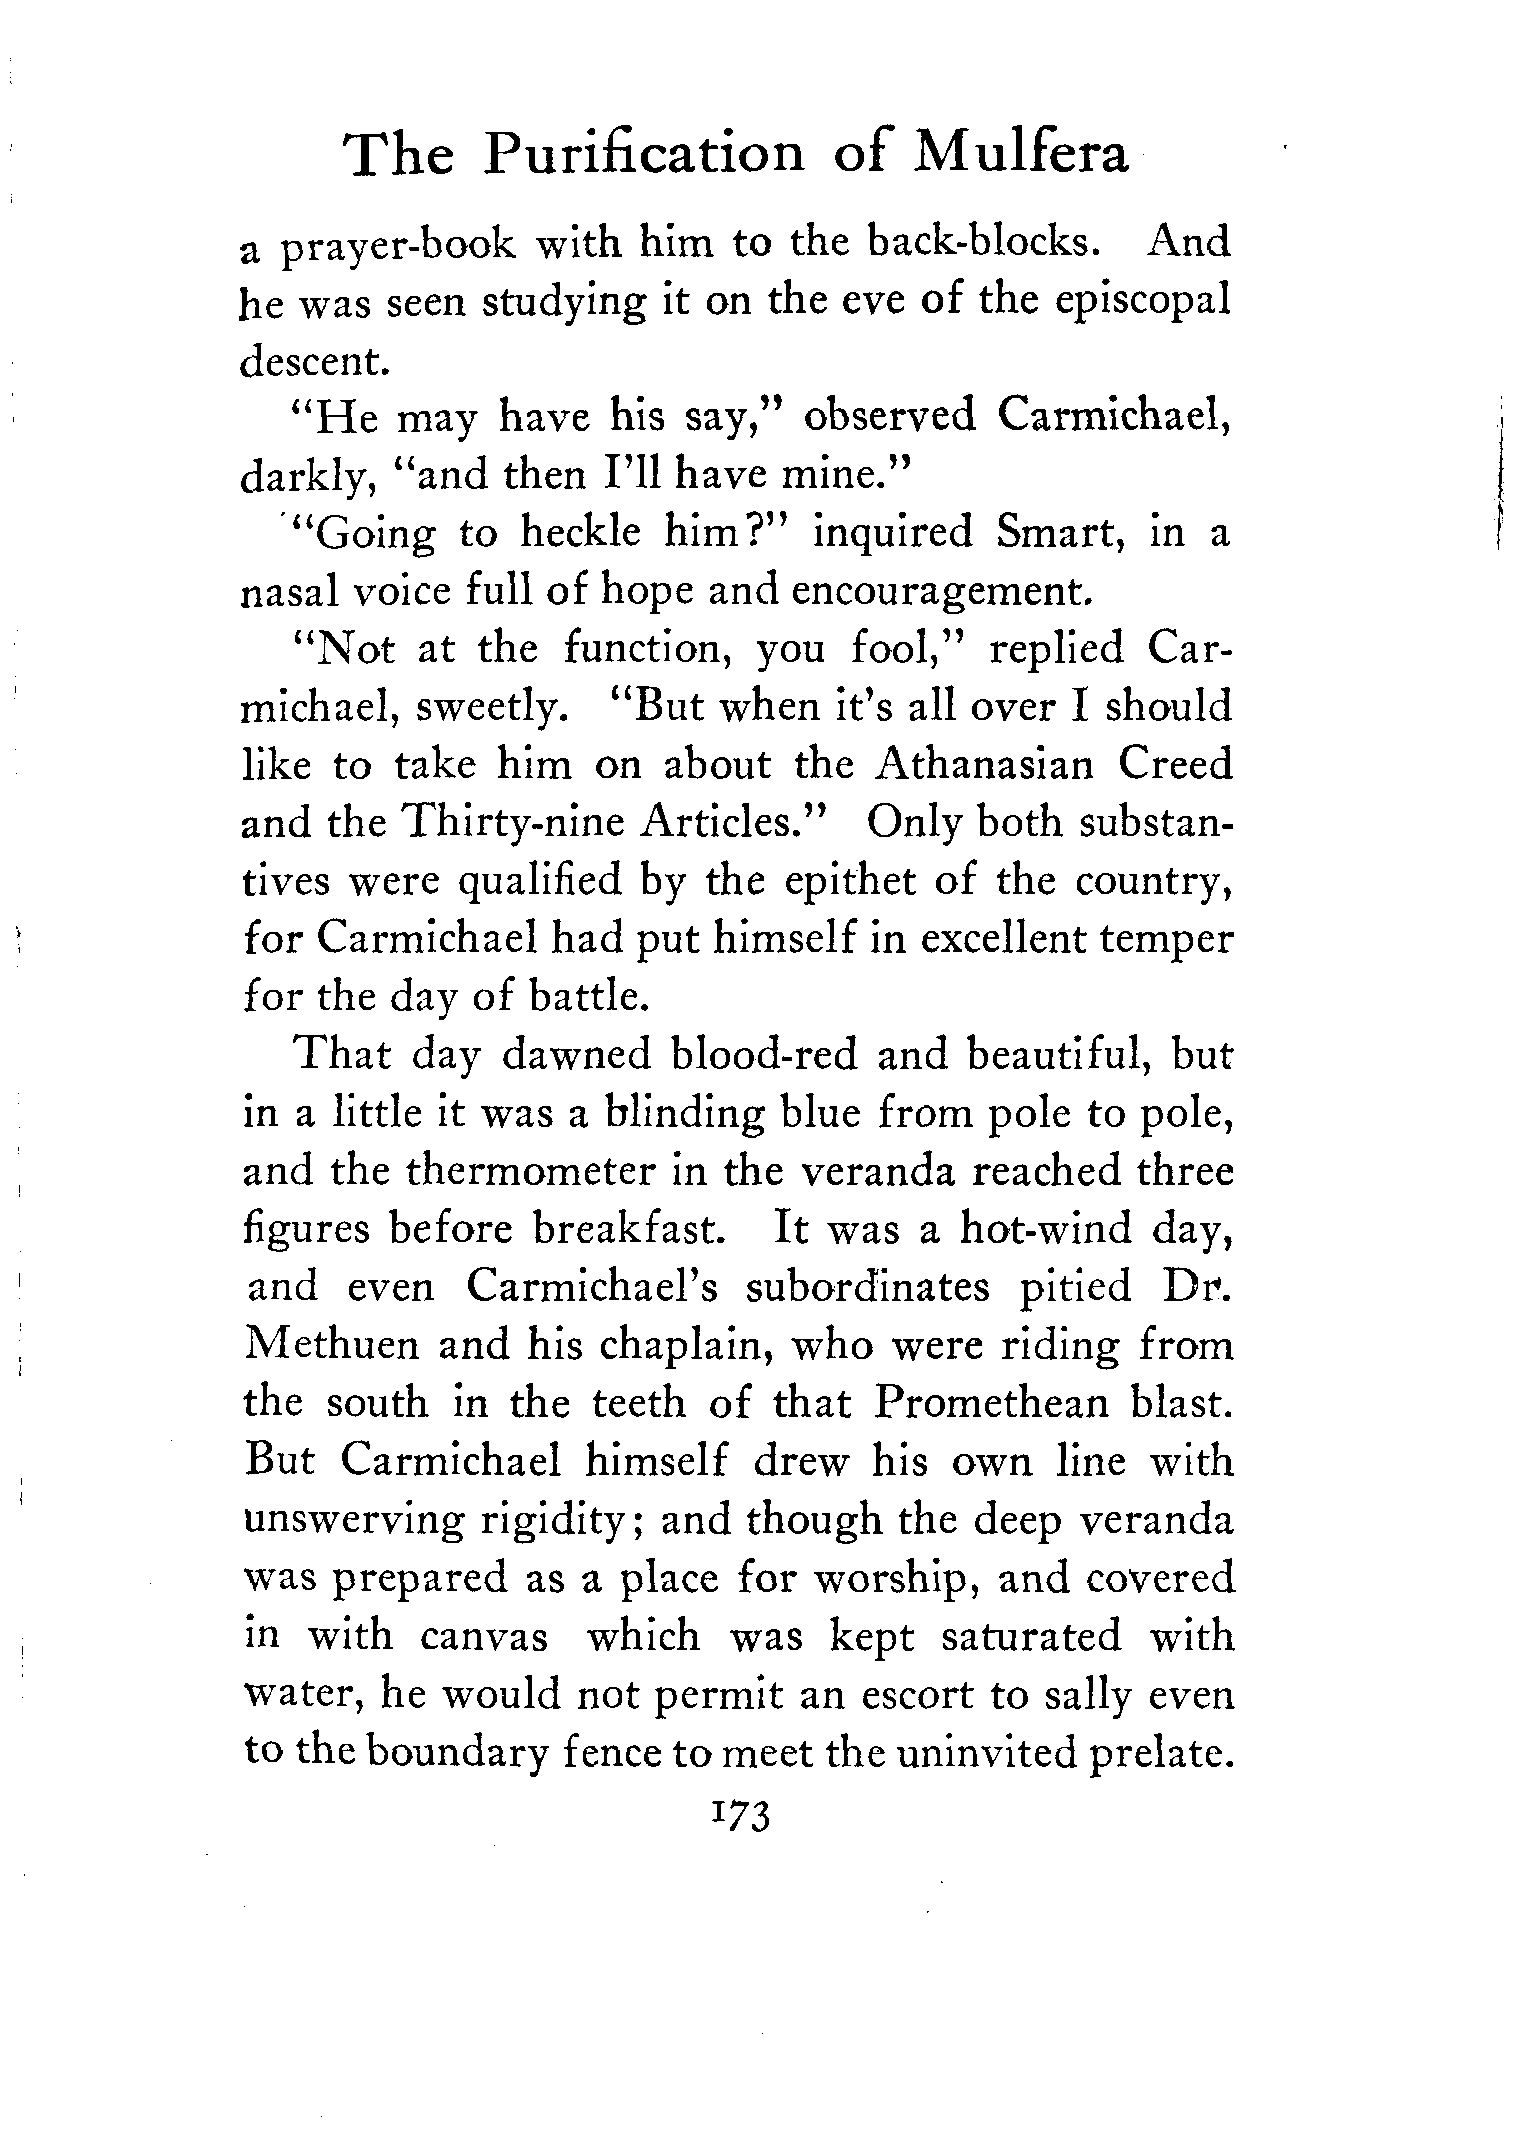 The Purification of Mulfera
a prayer-book with him to the back-blocks. And
he was seen studying it on the eve of the episcopal
descent.
"He may have his say," observed Carmichael,
darkly, "and then I'll have mine."
"Going to heckle him?" inquired Smart, in a
nasal voice full of hope and encouragement.
"Not at the function, you fool," replied Car-
michael, sweetly. "But when it's all over I should
like to take him on about the Athanasian Creed
and the Thirty-nine Articles." Only both substan-
tives were qualified by the epithet of the country,
for Carmichael had put himself in excellent temper
for the day of battle.
That day dawned blood-red and beautiful, but
in a little it was a blinding blue from pole to pole,
and the thermometer in the veranda reached three
figures before breakfast. It was a hot-wind day,
and even Carmichael's subordinates pitied Dr.
Methuen and his chaplain, who were riding from
the south in the teeth of that Promethean blast.
But Carmichael himself drew his own line with
unswerving rigidity; and though the deep veranda
was prepared as a place for worship, and covered
in with canvas which was kept saturated with
water, he would not permit an escort to sally even
to the boundary fence to meet the uninvited prelate.
173